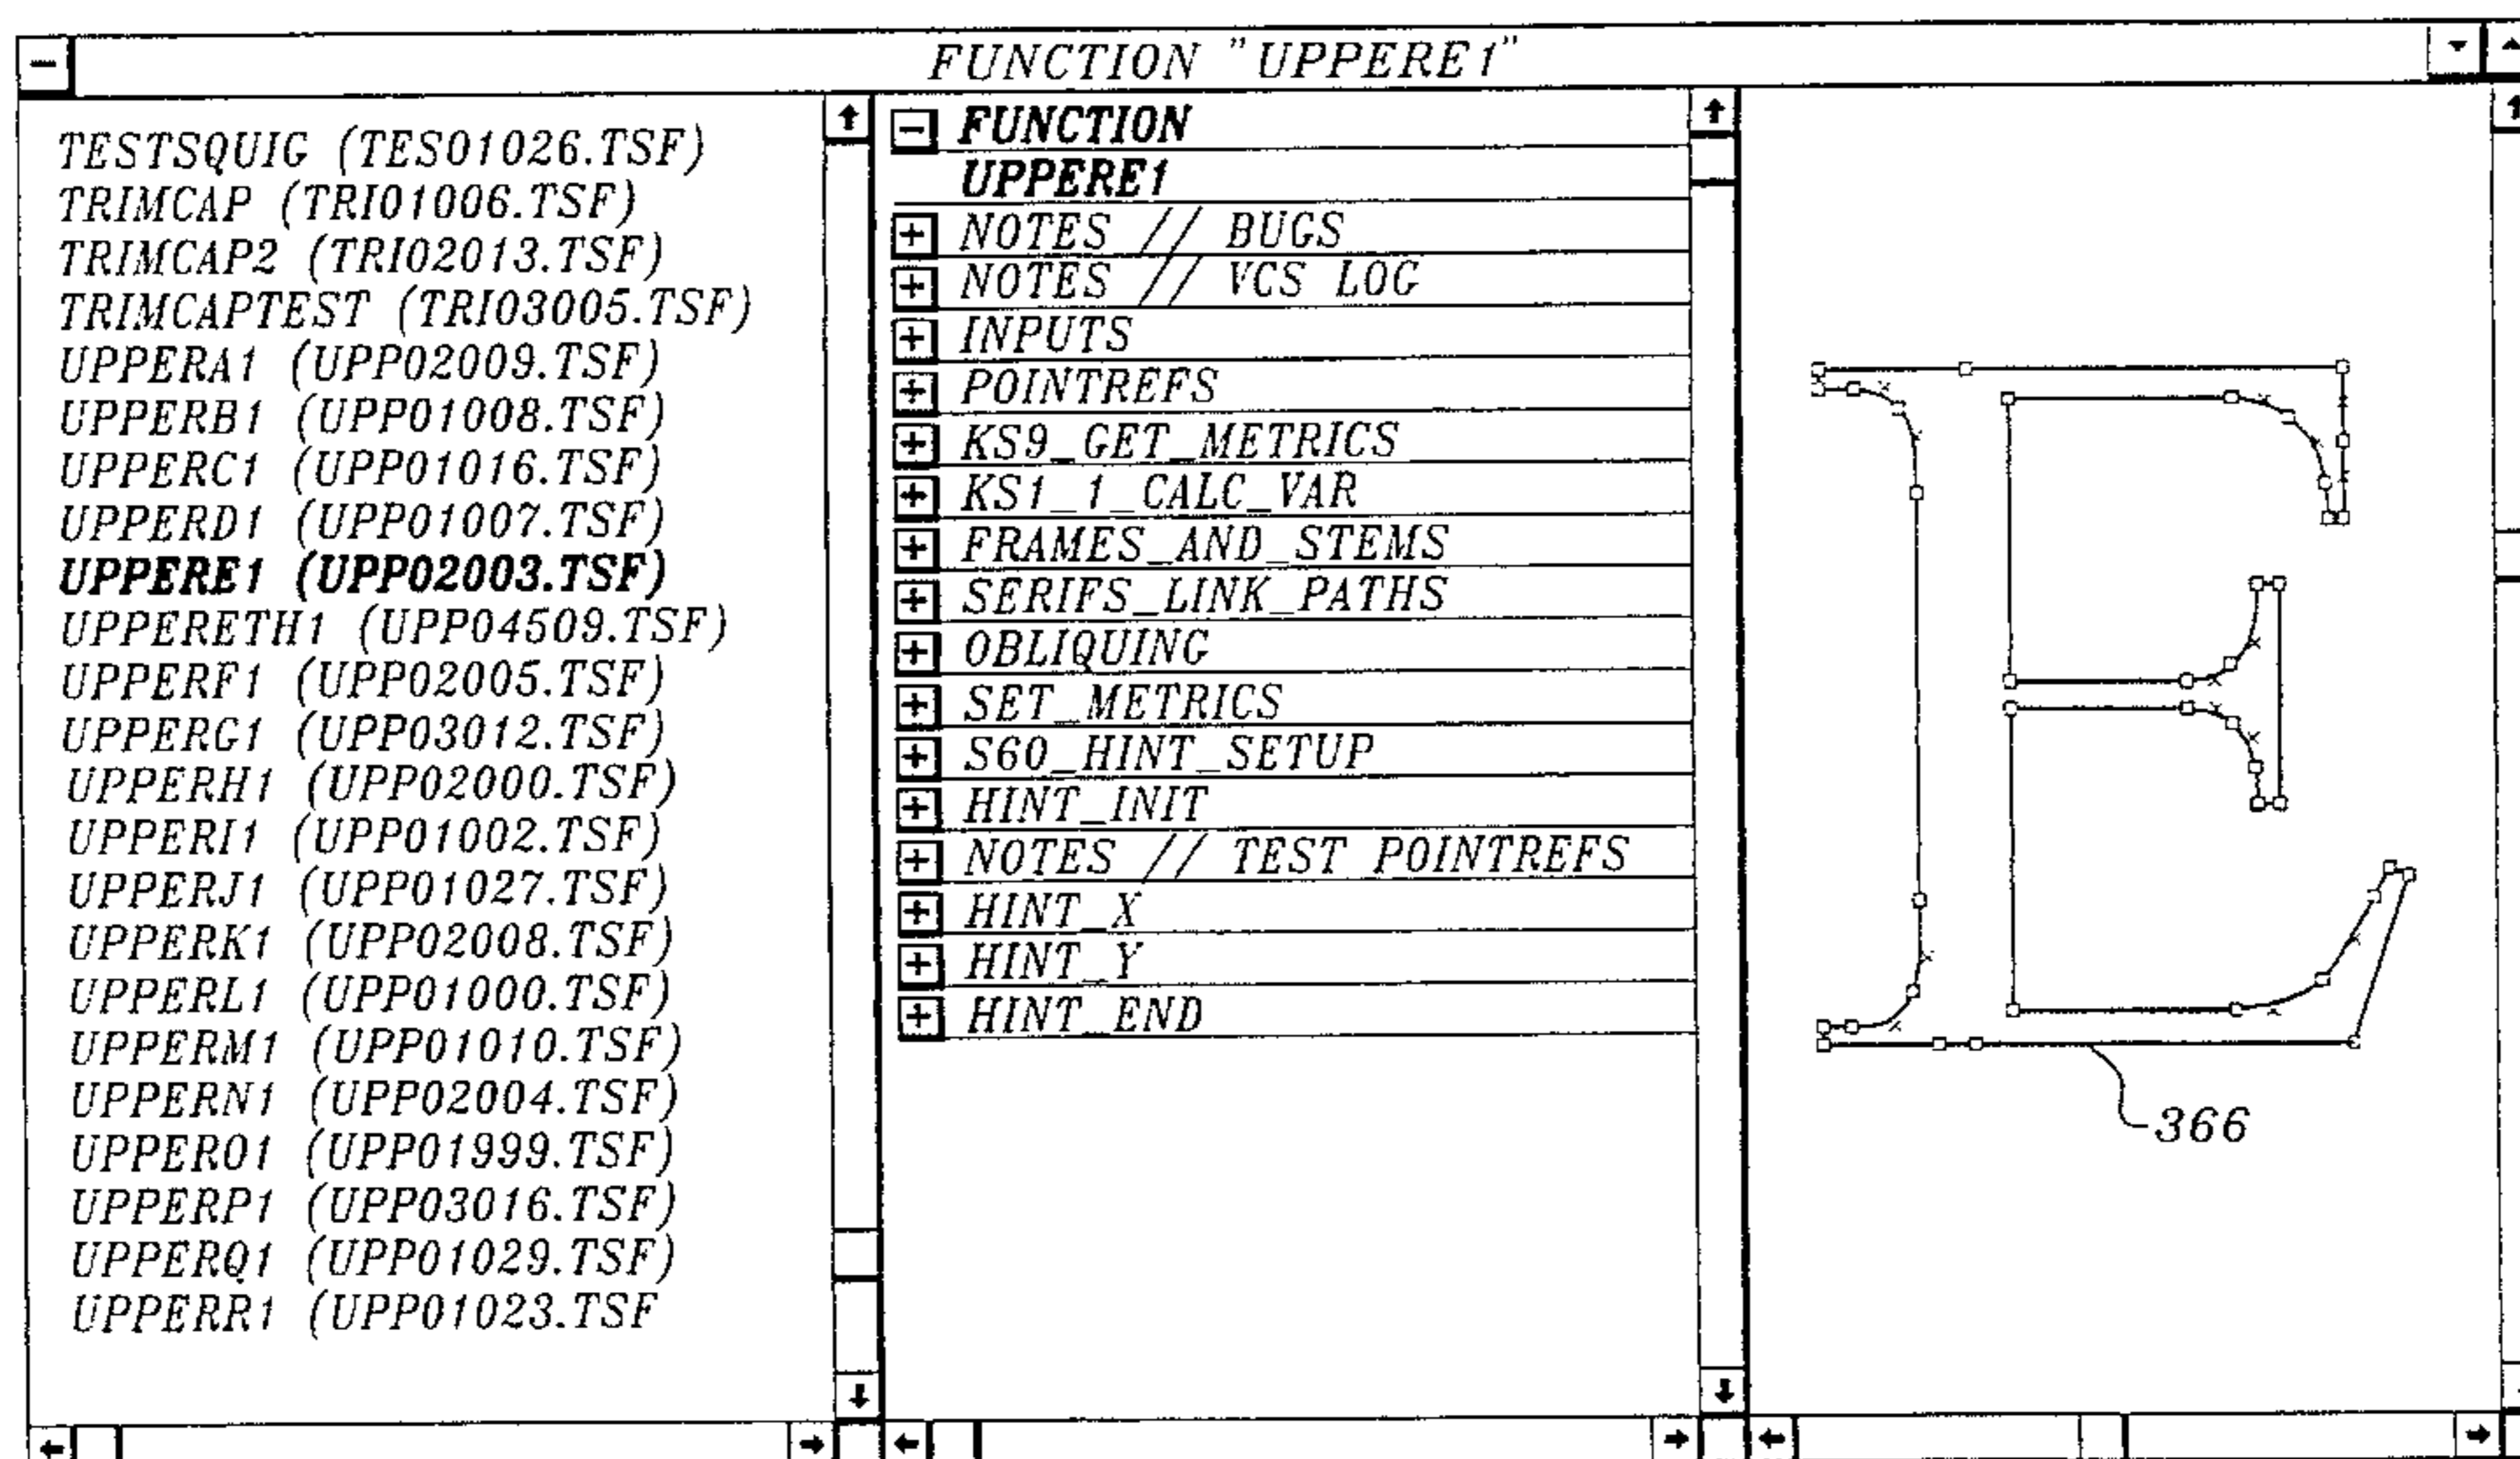 FUNCTION "UPPERE1"
TESTSQUIG (TES01026.TSF)
TRIMCAP (TRI01006.TSF)
TRIMCAP2 (TRI02013.TSF)
TRIMCAPTEST (TRI03005.TSF)
UPPERA1 (UPP02009.TSF)
UPPERB1 (UPP01008.TSF)
UPPERC1 (UPP01016.TSF)
UPPERD1 (UPP01007.TSF)
UPPERE1 (UPP02003.TSF)
UPPERETH1 (UPP04509.TSF)
UPPERF1 (UPP02005.TSF)
UPPERG1 (UPP03012.TSF)
UPPERH1 (UPP02000.TSF)
UPPERI1 (UPP01002.TSF)
UPPERJ1 (UPP01027.TSF)
UPPERK1 (UPP02008.TSF)
UPPERL1 (UPP01000.TSF)
UPPERM1 (UPP01010.TSF)
UPPERN1 (UPP02004.TSF)
UPPERO1 (UPP01999.TSF)
UPPERP1 (UPP03016.TSF)
UPPERQ1 (UPP01029.TSF)
UPPERR1 (UPP01023.TSF
FUNCTION
UPPERE1
NOTES // BUGS
NOTES // VCS LOG
INPUTS
POINTREFS
KS9_GET_METRICS
KS1_1_CALC_VAR
FRAMES_AND_STEMS
SERIFS_LINK_PATHS
OBLIQUING
SET_METRICS
S60_HINT_SETUP
HINT_INIT
NOTES // TEST POINTREFS
HINT_X
HINT_Y
HINT_END
366